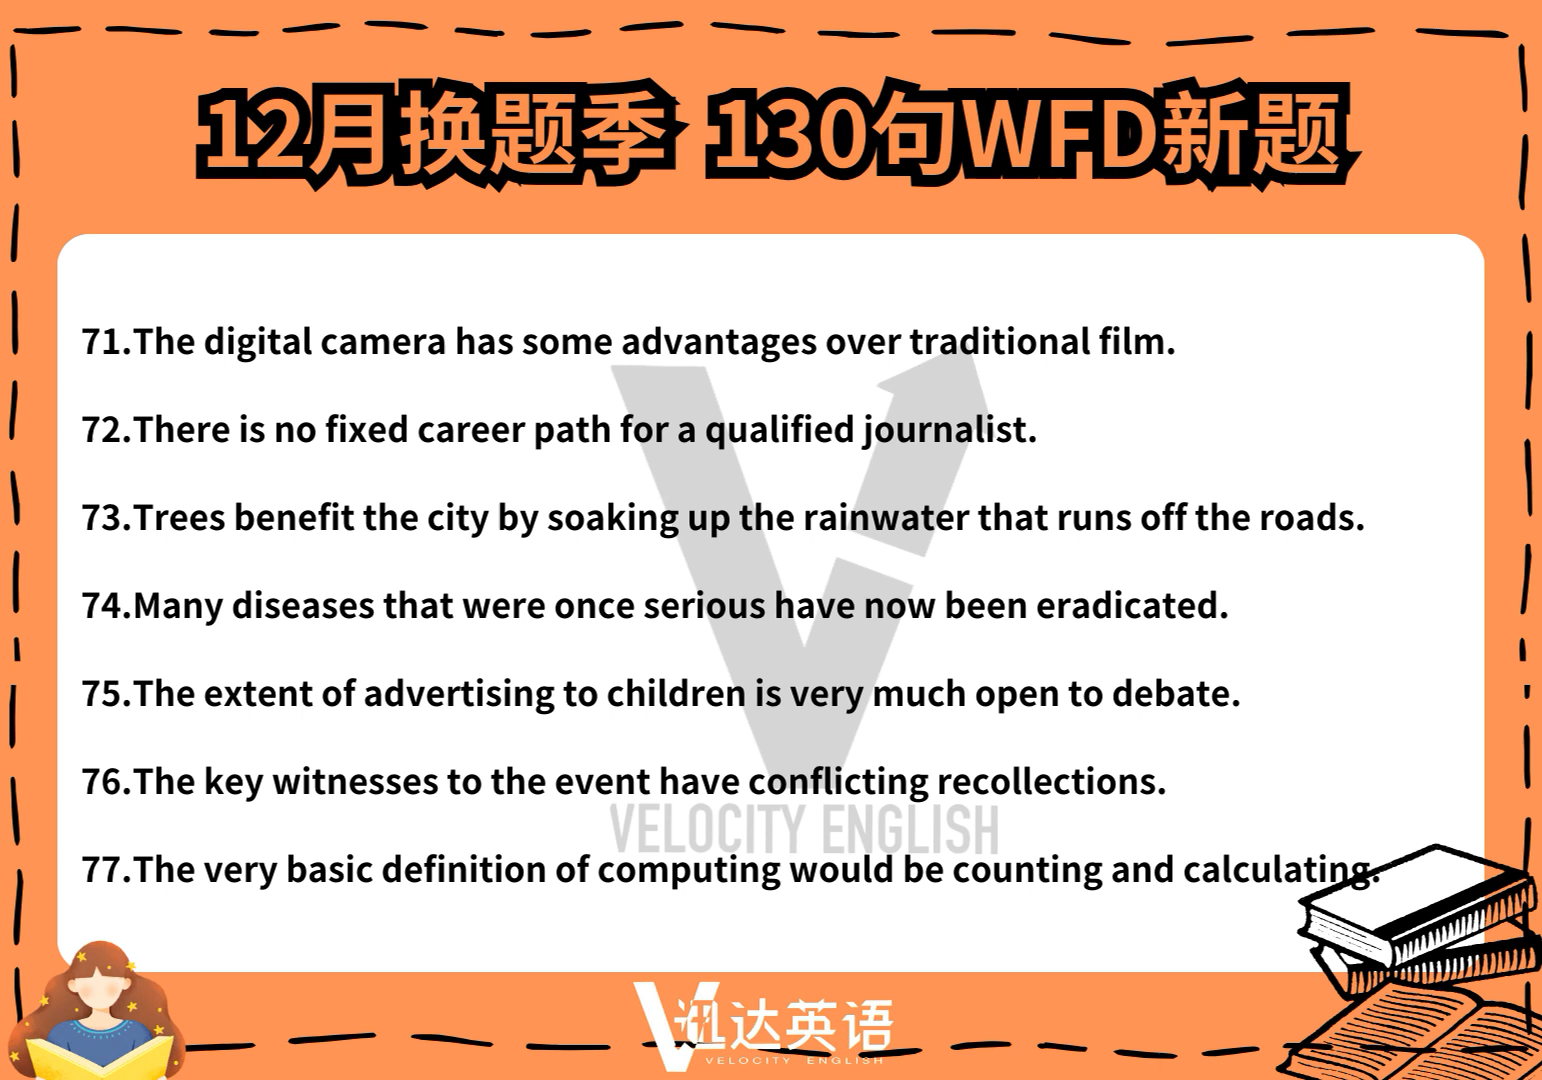 12月换题季 130句WFD新题
71.The digital camera has some advantages over traditional film.
72.There is no fixed career path for a qualified journalist.
73.Trees benefit the city by soaking up the rainwater that runs off the roads.
74.Many diseases that were once serious have now been eradicated.
75.The extent of advertising to children is very much open to debate.
76.The key witnesses to the event have conflicting recollections.
VELOCITY ENGLISH
77.The very basic definition of computing would be counting and calculating.
迅达英语
VELOCITY ENGLISH